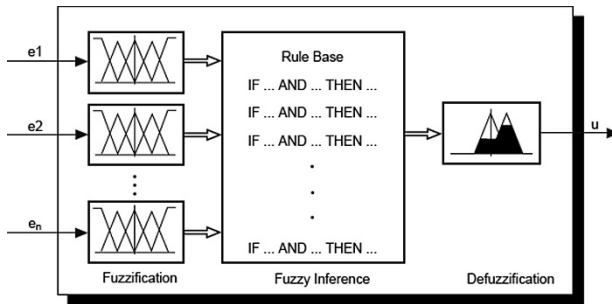 e1
e2
en
Rule Base
IF ... AND ... THEN ...
IF ... AND ... THEN ...
IF ... AND ... THEN ...
IF ... AND ... THEN ...
u
Fuzzification
Fuzzy Inference
Defuzzification